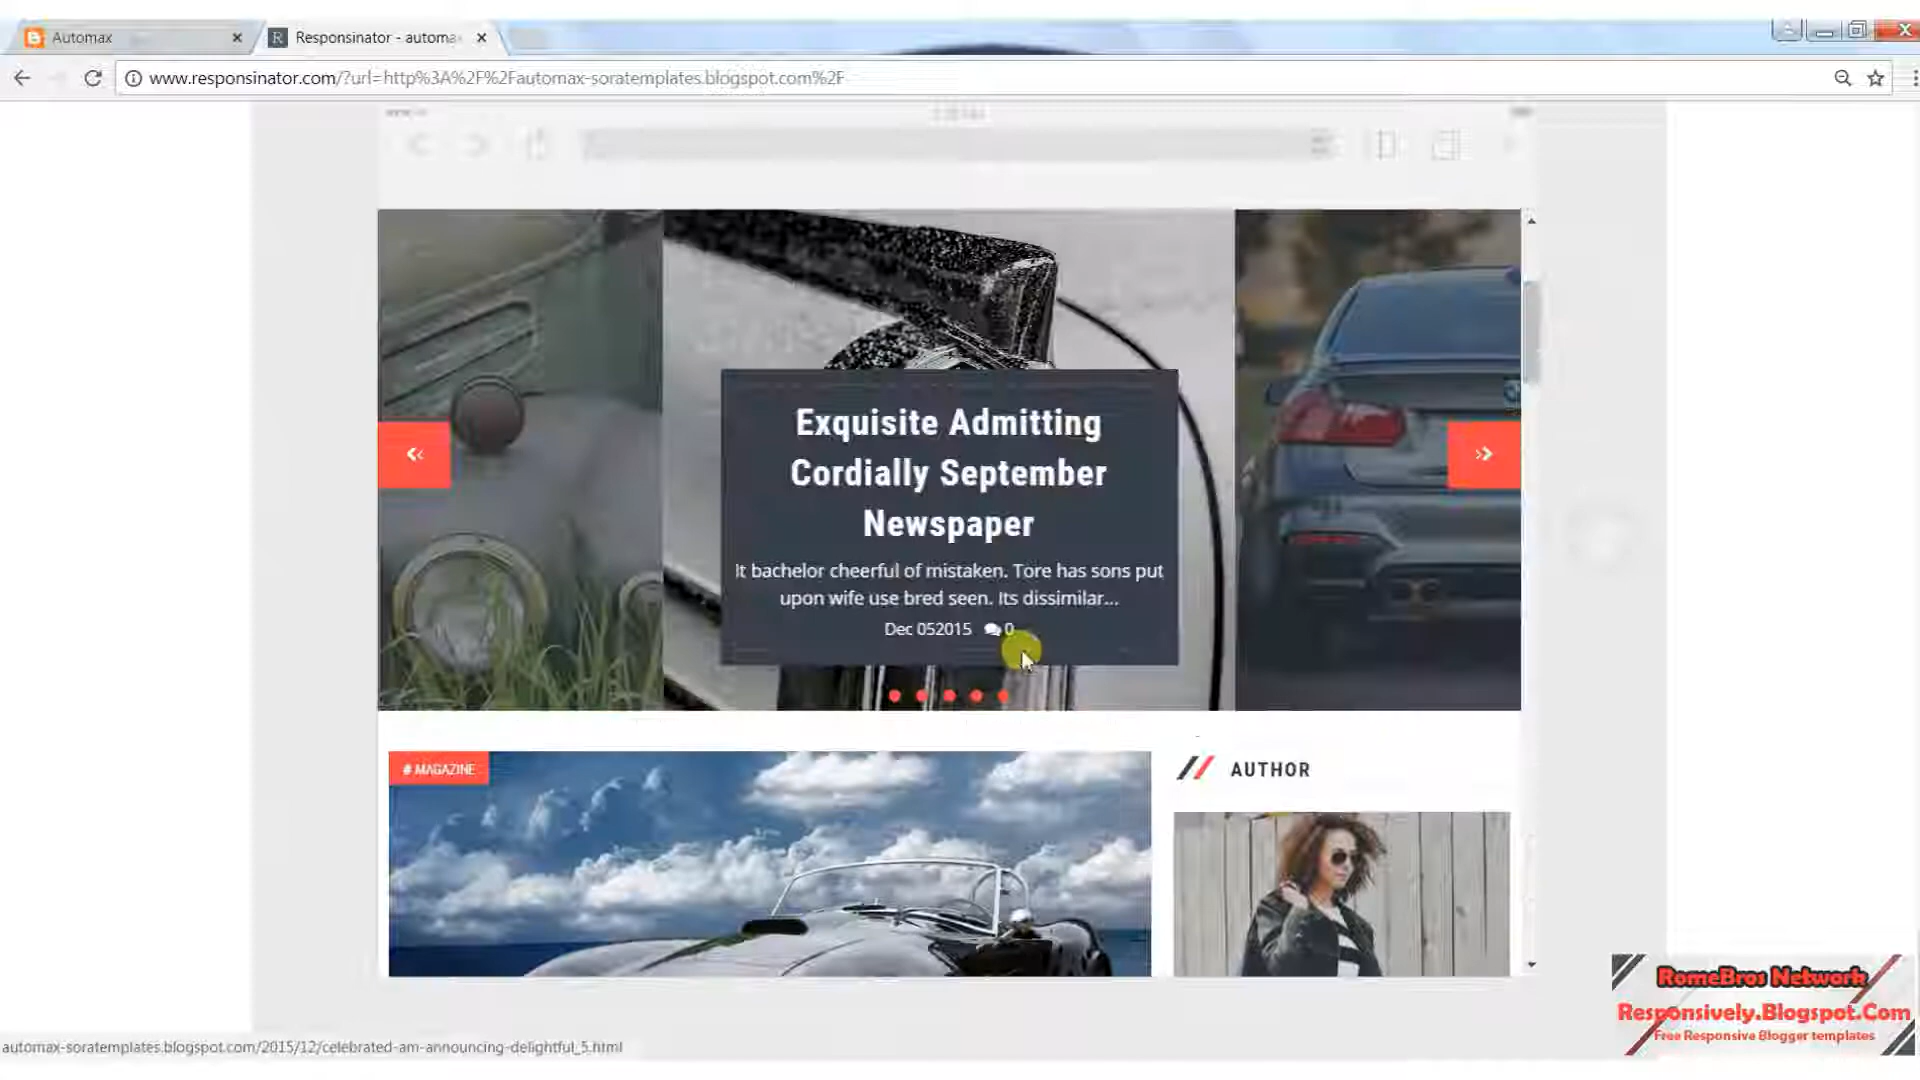 Automax
Responsinator - automa
www.responsinator.com/?url=http%3A%2F%2Fautomax-soratemplates.blogspot.com%2F
Exquisite Admitting
Cordially September
Newspaper
It bachelor cheerful of mistaken. Tore has sons put
upon wife use bred seen. Its dissimilar...
Dec 052015 0
# MAGAZINE
AUTHOR
RomeBros Network
Responsively.Blogspot.Com
Free Responsive Blogger templates
automax-soratemplates.blogspot.com/2015/12/celebrated-am-announcing-delightful_5.html